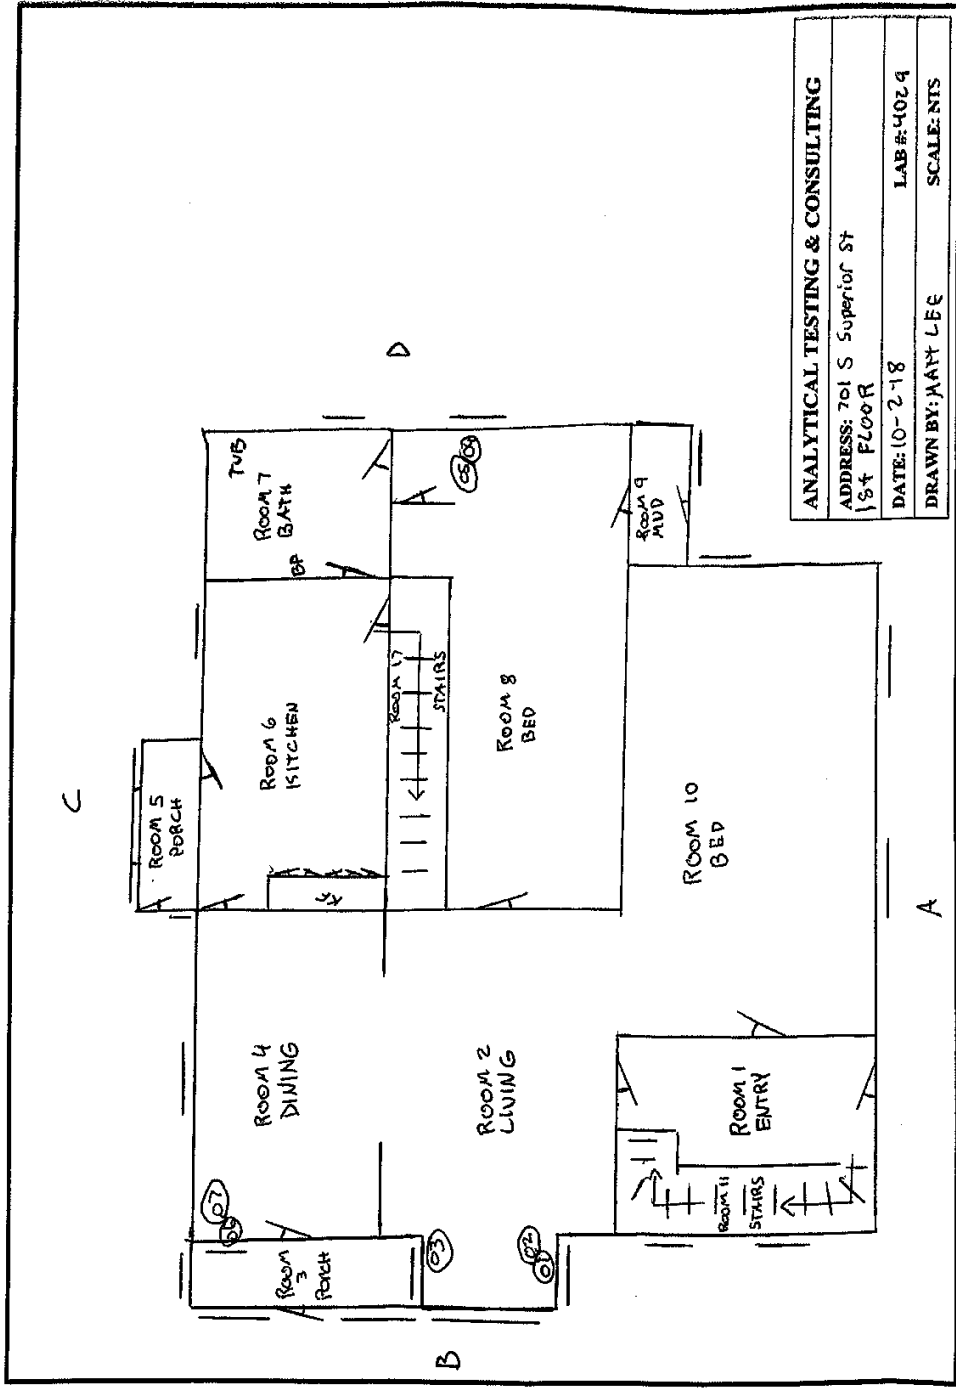 C
D
A
B
ROOM 5
PORCH
ROOM 7
BATH
TUB
BF
ROOM 6
KITCHEN
ROOM 17
STAIRS
ROOM 8
BED
ROOM 9
MUD
ROOM 10
BED
ROOM 4
DINING
ROOM 2
LIVING
ROOM 1
ENTRY
ROOM 11
STAIRS
ROOM
3
PORCH
07
03
02
01
05
ANALYTICAL TESTING & CONSULTING
ADDRESS: 701 S Superior St
1st FLOOR
DATE: 10-2-18 LAB #: 4029
DRAWN BY: MATT LEE SCALE: NTS